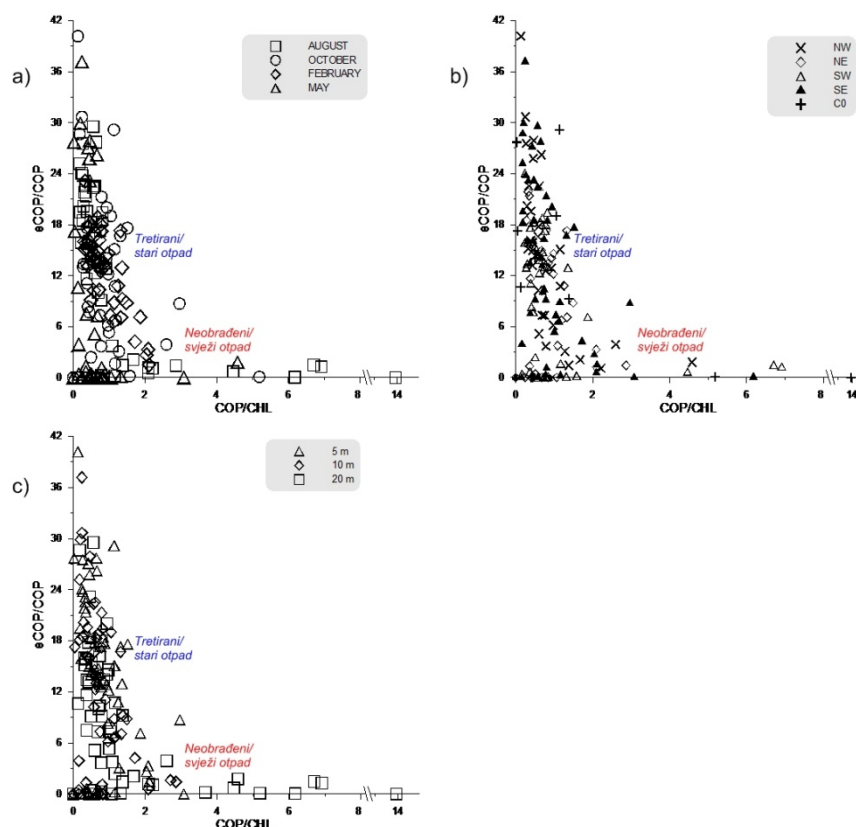 a)
42
36
30
24
18
12
6
0
eCOP/COP
AUGUST
OCTOBER
FEBRUARY
MAY
Tretirani/
stari otpad
Neobrađeni/
svježi otpad
0 2 4 6 8 14
COP/CHL
b)
42
36
30
24
18
12
6
0
eCOP/COP
NW
NE
SW
SE
C0
Tretirani/
stari otpad
Neobrađeni/
svježi otpad
0 2 4 6 8 14
COP/CHL
c)
42
36
30
24
18
12
6
0
eCOP/COP
5 m
10 m
20 m
Tretirani/
stari otpad
Neobrađeni/
svježi otpad
0 2 4 6 8 14
COP/CHL